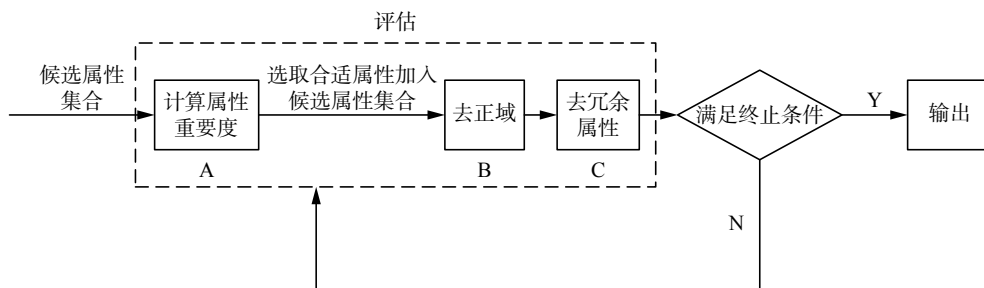 评估
候选属性
集合
计算属性
重要度
A
选取合适属性加入
候选属性集合
去正域
B
去冗余
属性
C
满足终止条件
Y
输出
N